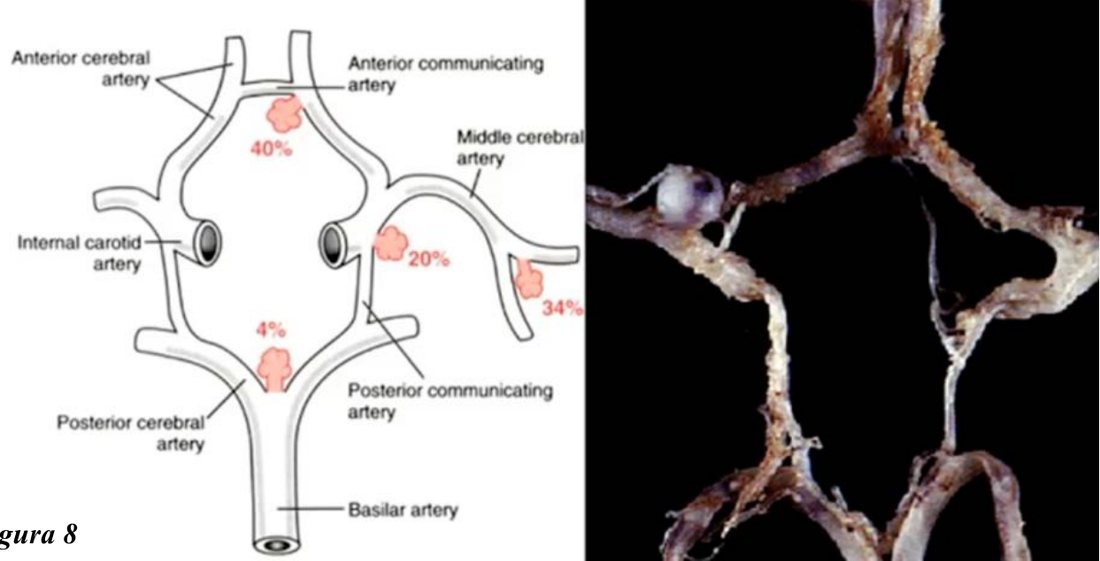 Anterior cerebral
artery
Anterior communicating
artery
40%
Middle cerebral
artery
Internal carotid
artery
20%
34%
4%
Posterior communicating
artery
Posterior cerebral
artery
Basilar artery
gura 8